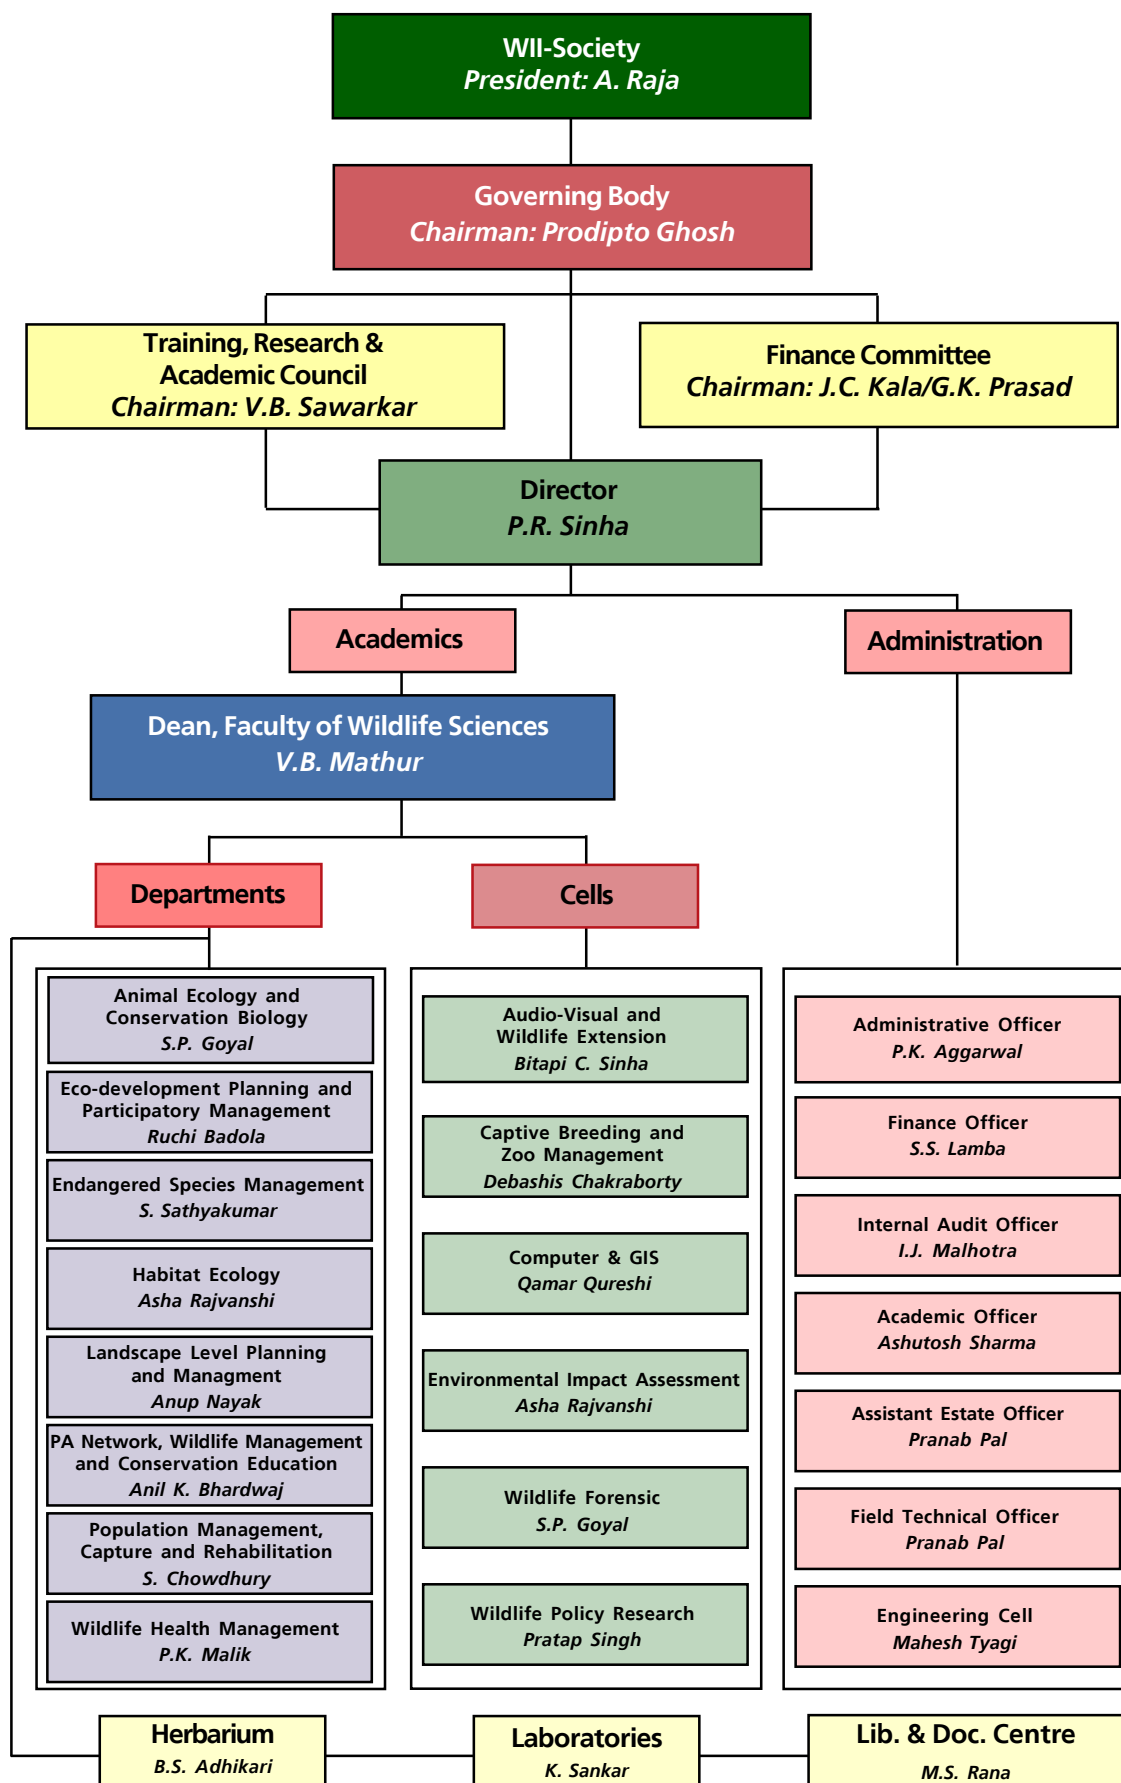 WII-Society
President: A. Raja
Governing Body
Chairman: Prodipto Ghosh
Training, Research &
Academic Council
Chairman: V.B. Sawarkar
Finance Committee
Chairman: J.C. Kala/G.K. Prasad
Director
P.R. Sinha
Academics
Administration
Dean, Faculty of Wildlife Sciences
V.B. Mathur
Departments
Cells
Animal Ecology and
Conservation Biology
S.P. Goyal
Eco-development Planning and
Participatory Management
Ruchi Badola
Endangered Species Management
S. Sathyakumar
Habitat Ecology
Asha Rajvanshi
Landscape Level Planning
and Managment
Anup Nayak
PA Network, Wildlife Management
and Conservation Education
Anil K. Bhardwaj
Population Management,
Capture and Rehabilitation
S. Chowdhury
Wildlife Health Management
P.K. Malik
Audio-Visual and
Wildlife Extension
Bitapi C. Sinha
Captive Breeding and
Zoo Management
Debashis Chakraborty
Computer & GIS
Qamar Qureshi
Environmental Impact Assessment
Asha Rajvanshi
Wildlife Forensic
S.P. Goyal
Wildlife Policy Research
Pratap Singh
Administrative Officer
P.K. Aggarwal
Finance Officer
S.S. Lamba
Internal Audit Officer
I.J. Malhotra
Academic Officer
Ashutosh Sharma
Assistant Estate Officer
Pranab Pal
Field Technical Officer
Pranab Pal
Engineering Cell
Mahesh Tyagi
Herbarium
B.S. Adhikari
Laboratories
K. Sankar
Lib. & Doc. Centre
M.S. Rana